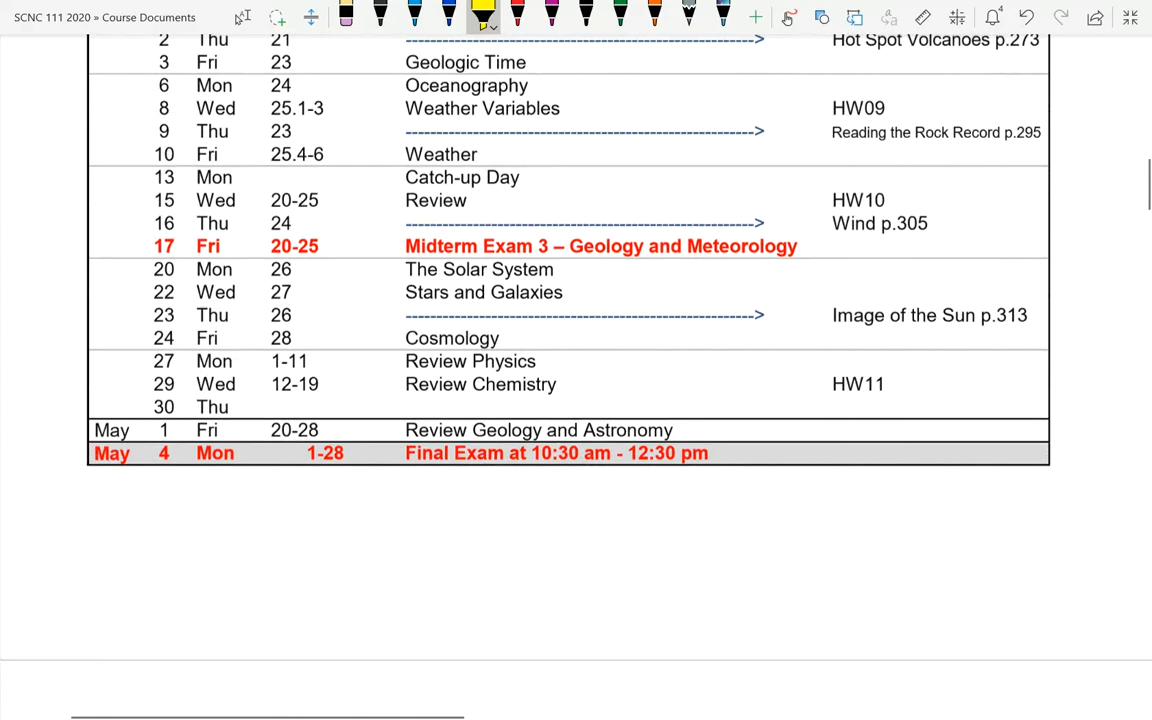 SCNC 111 2020 » Course Documents
2 Thu 21 ---------------------------------------------------------------> Hot Spot Volcanoes p.273
3 Fri 23 Geologic Time
6 Mon 24 Oceanography
8 Wed 25.1-3 Weather Variables HW09
9 Thu 23 ---------------------------------------------------------------> Reading the Rock Record p.295
10 Fri 25.4-6 Weather
13 Mon Catch-up Day
15 Wed 20-25 Review HW10
16 Thu 24 ---------------------------------------------------------------> Wind p.305
17 Fri 20-25 Midterm Exam 3 – Geology and Meteorology
20 Mon 26 The Solar System
22 Wed 27 Stars and Galaxies
23 Thu 26 ---------------------------------------------------------------> Image of the Sun p.313
24 Fri 28 Cosmology
27 Mon 1-11 Review Physics
29 Wed 12-19 Review Chemistry HW11
30 Thu
May 1 Fri 20-28 Review Geology and Astronomy
May 4 Mon 1-28 Final Exam at 10:30 am - 12:30 pm